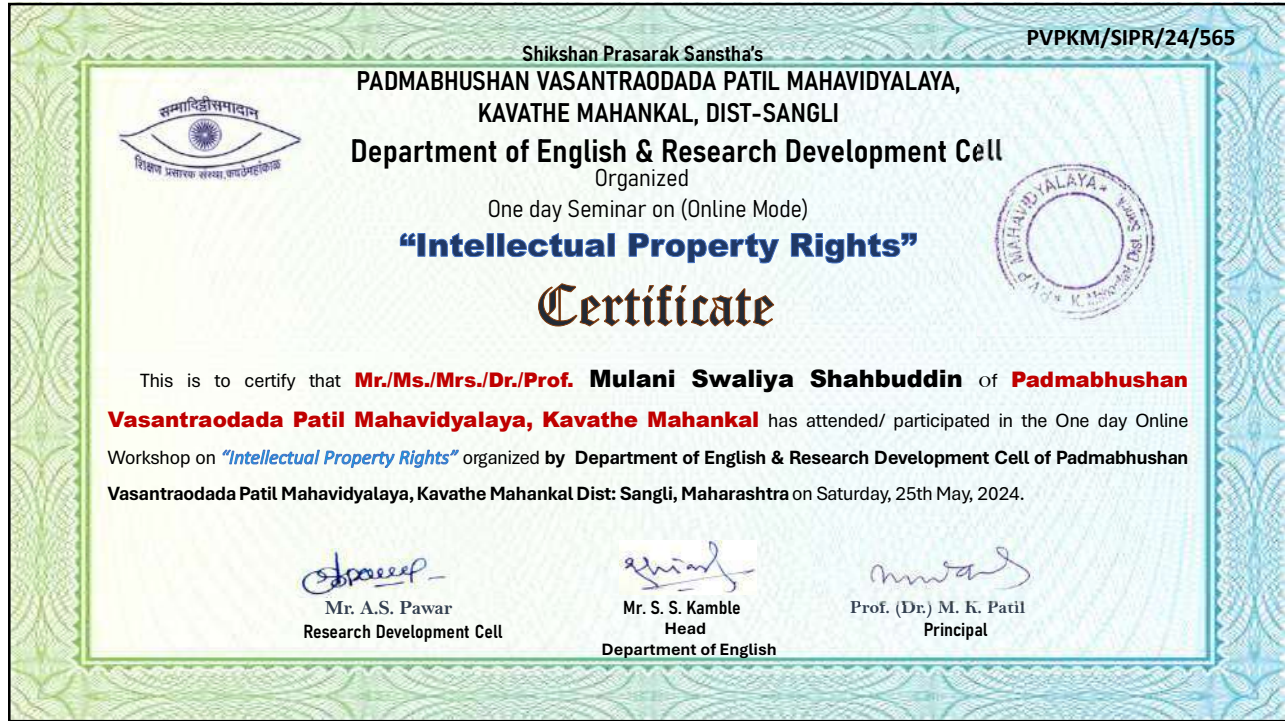 PVPKM/SIPR/24/565
Shikshan Prasarak Sanstha's
PADMABHUSHAN VASANTRAODADA PATIL MAHAVIDYALAYA,
KAVATHE MAHANKAL, DIST-SANGLI
Department of English & Research Development Cell
Organized
One day Seminar on (Online Mode)
“Intellectual Property Rights”
Certificate
सम्मादिट्ठीसमादान
शिक्षण प्रसारक संस्था,कवठेमहांकाळ
P.V.P. MAHAVIDYALAYA
This is to certify that Mr./Ms./Mrs./Dr./Prof. Mulani Swaliya Shahbuddin of Padmabhushan
Vasantraodada Patil Mahavidyalaya, Kavathe Mahankal has attended/ participated in the One day Online
Workshop on “Intellectual Property Rights” organized by Department of English & Research Development Cell of Padmabhushan
Vasantraodada Patil Mahavidyalaya, Kavathe Mahankal Dist: Sangli, Maharashtra on Saturday, 25th May, 2024.
Mr. A.S. Pawar
Research Development Cell
Mr. S. S. Kamble
Head
Department of English
Prof. (Dr.) M. K. Patil
Principal